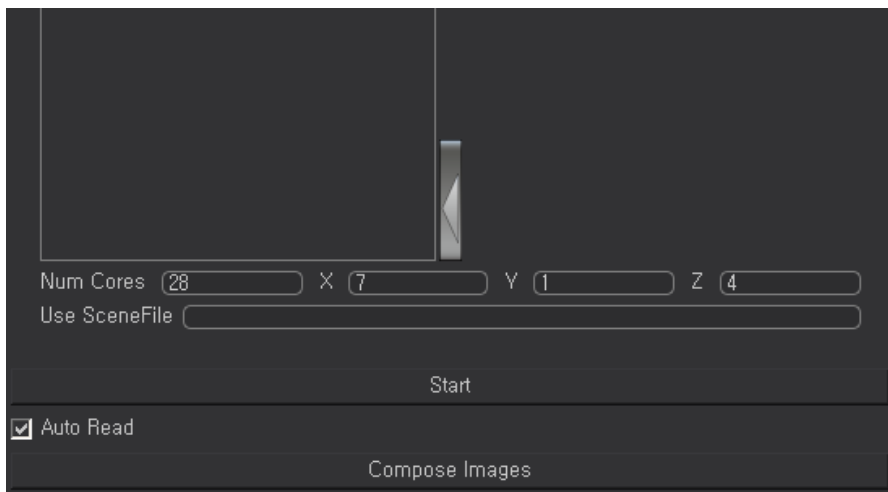 Num Cores 28 X 7 Y 1 Z 4
Use SceneFile
Start
Auto Read
Compose Images